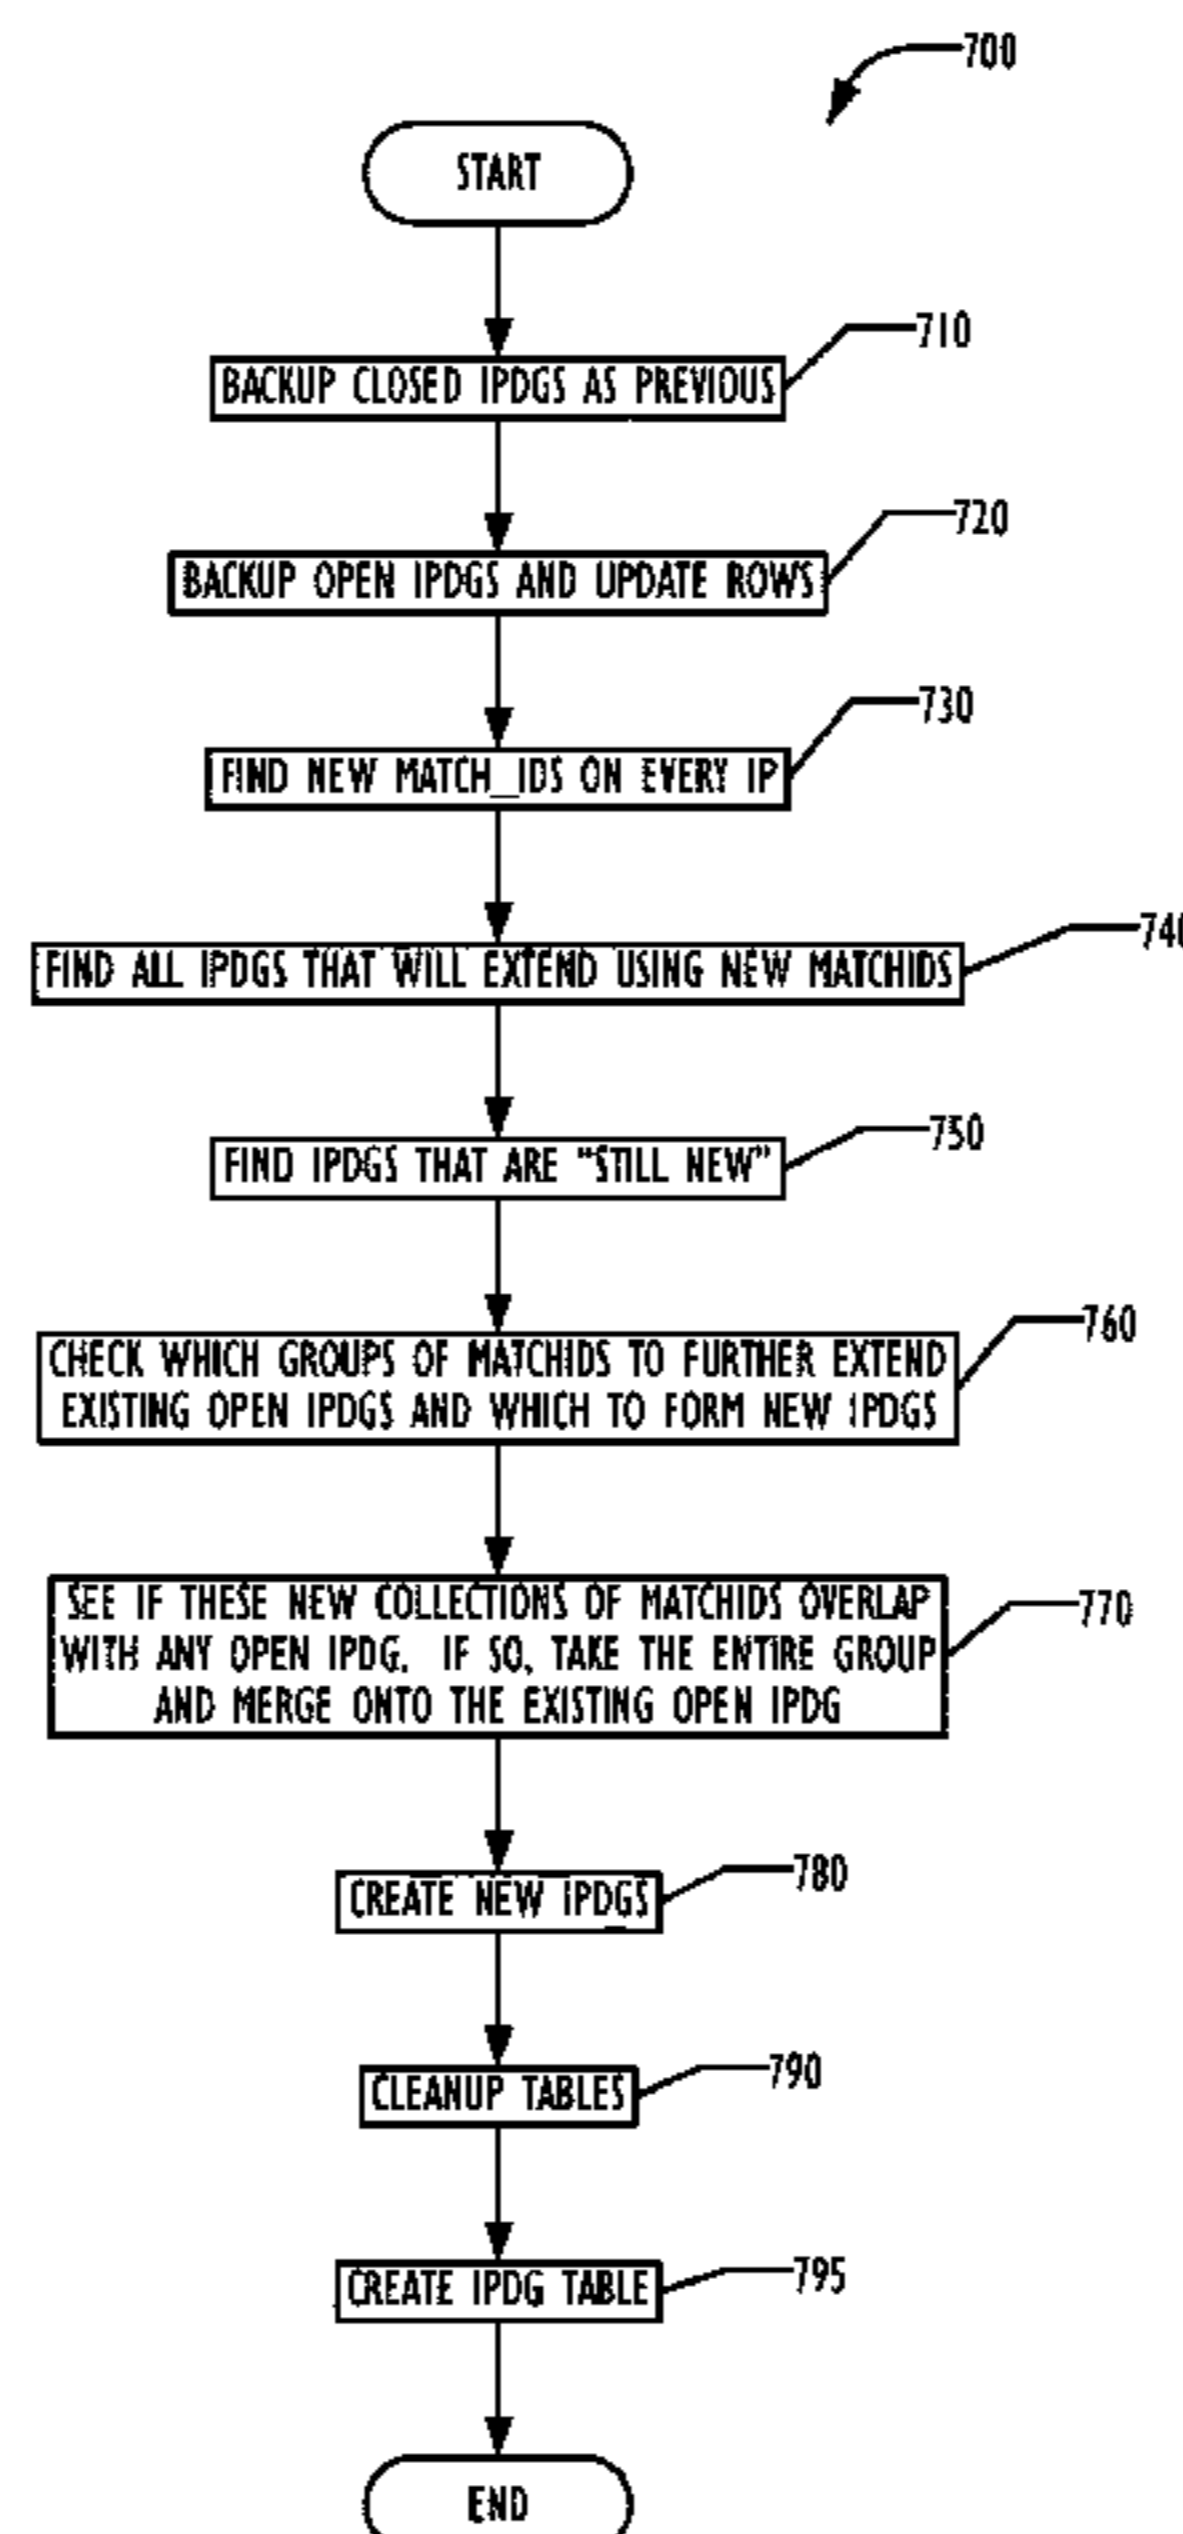 700
START
710
BACKUP CLOSED IPDGS AS PREVIOUS
720
BACKUP OPEN IPDGS AND UPDATE ROWS
730
FIND NEW MATCH_IDS ON EVERY IP
740
FIND ALL IPDGS THAT WILL EXTEND USING NEW MATCHIDS
750
FIND IPDGS THAT ARE "STILL NEW"
760
CHECK WHICH GROUPS OF MATCHIDS TO FURTHER EXTEND
EXISTING OPEN IPDGS AND WHICH TO FORM NEW IPDGS
770
SEE IF THESE NEW COLLECTIONS OF MATCHIDS OVERLAP
WITH ANY OPEN IPDG. IF SO, TAKE THE ENTIRE GROUP
AND MERGE ONTO THE EXISTING OPEN IPDG
780
CREATE NEW IPDGS
790
CLEANUP TABLES
795
CREATE IPDG TABLE
END